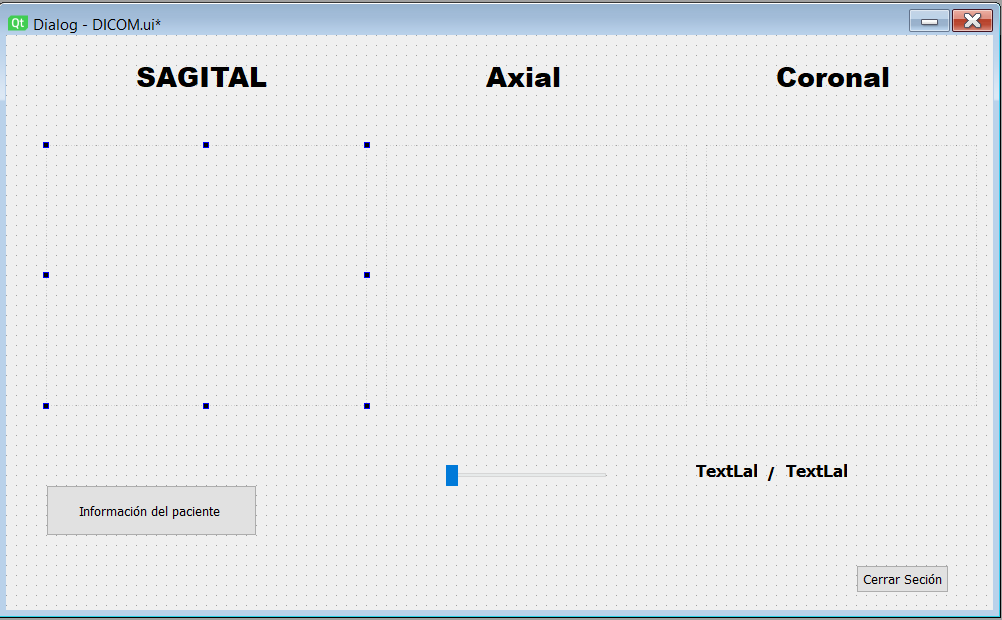 Qt Dialog - DICOM.ui*
SAGITAL Axial Coronal
TextLal / TextLal
Información del paciente
Cerrar Seción